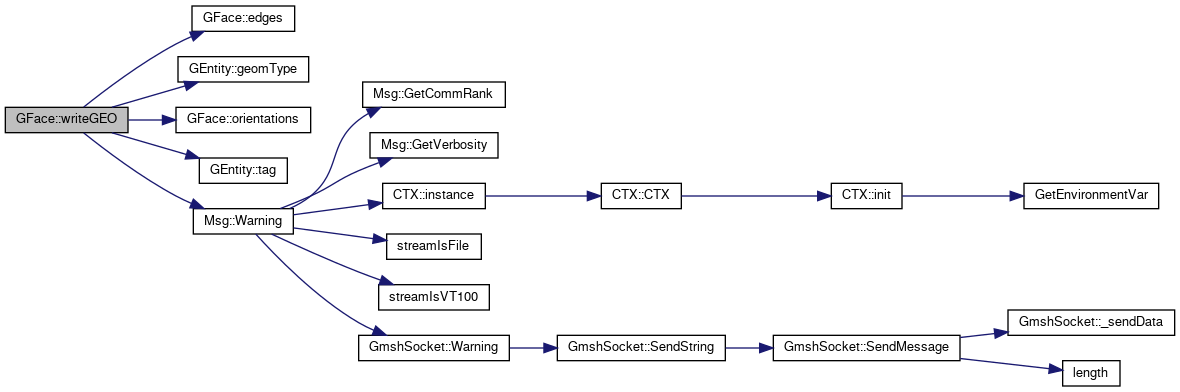 GFace::edges
GEntity::geomType
GFace::writeGEO
GFace::orientations
GEntity::tag
Msg::Warning
Msg::GetCommRank
Msg::GetVerbosity
CTX::instance
CTX::CTX
CTX::init
GetEnvironmentVar
streamIsFile
streamIsVT100
GmshSocket::Warning
GmshSocket::SendString
GmshSocket::SendMessage
GmshSocket::_sendData
length